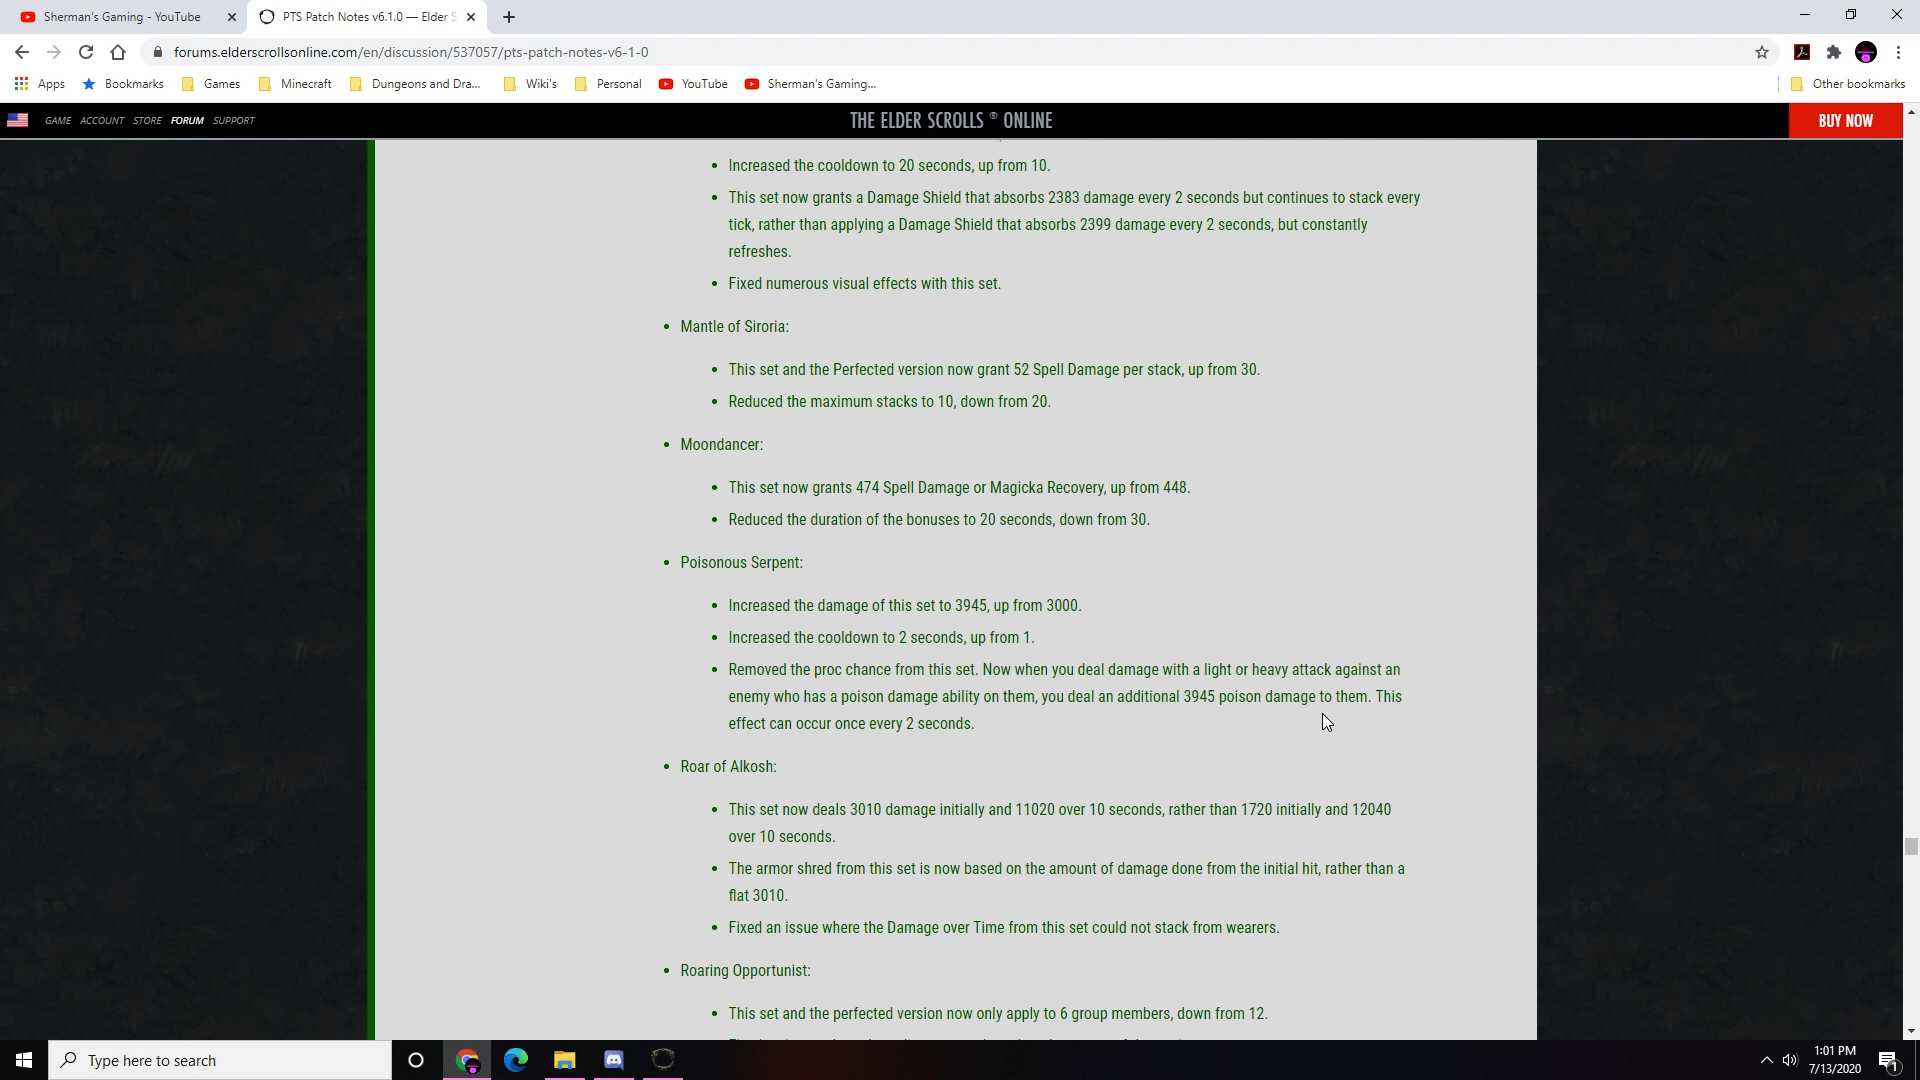 Sherman's Gaming - YouTube
PTS Patch Notes v6.1.0 — Elder S
forums.elderscrollsonline.com/en/discussion/537057/pts-patch-notes-v6-1-0
Apps Bookmarks Games Minecraft Dungeons and Dra... Wiki's Personal YouTube Sherman's Gaming... Other bookmarks
GAME ACCOUNT STORE FORUM SUPPORT THE ELDER SCROLLS ® ONLINE BUY NOW
• Increased the cooldown to 20 seconds, up from 10.
• This set now grants a Damage Shield that absorbs 2383 damage every 2 seconds but continues to stack every
tick, rather than applying a Damage Shield that absorbs 2399 damage every 2 seconds, but constantly
refreshes.
• Fixed numerous visual effects with this set.
• Mantle of Siroria:
• This set and the Perfected version now grant 52 Spell Damage per stack, up from 30.
• Reduced the maximum stacks to 10, down from 20.
• Moondancer:
• This set now grants 474 Spell Damage or Magicka Recovery, up from 448.
• Reduced the duration of the bonuses to 20 seconds, down from 30.
• Poisonous Serpent:
• Increased the damage of this set to 3945, up from 3000.
• Increased the cooldown to 2 seconds, up from 1.
• Removed the proc chance from this set. Now when you deal damage with a light or heavy attack against an
enemy who has a poison damage ability on them, you deal an additional 3945 poison damage to them. This
effect can occur once every 2 seconds.
• Roar of Alkosh:
• This set now deals 3010 damage initially and 11020 over 10 seconds, rather than 1720 initially and 12040
over 10 seconds.
• The armor shred from this set is now based on the amount of damage done from the initial hit, rather than a
flat 3010.
• Fixed an issue where the Damage over Time from this set could not stack from wearers.
• Roaring Opportunist:
• This set and the perfected version now only apply to 6 group members, down from 12.
Type here to search
1:01 PM
7/13/2020
1